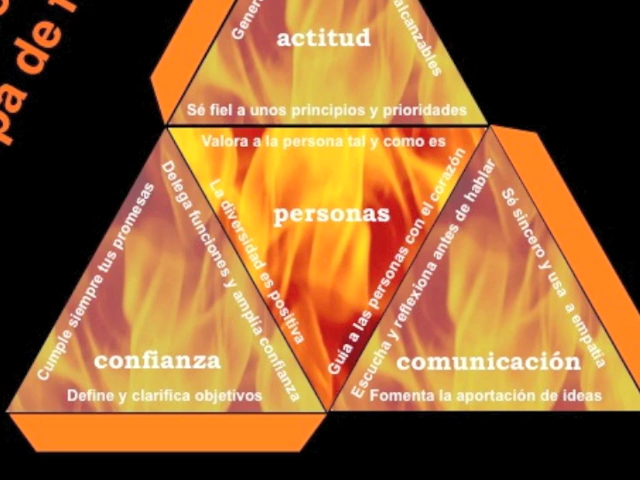 pa de
Gener
actitud
alcanzables
Sé fiel a unos principios y prioridades
Valora a la persona tal y como es
La diversidad es positiva
personas
Guía a las personas con el corazón
Cumple siempre tus promesas
Delega funciones y amplía confianza
confianza
Define y clarifica objetivos
Escucha y reflexiona antes de hablar
Sé sincero y usa a empatía
comunicación
Fomenta la aportación de ideas